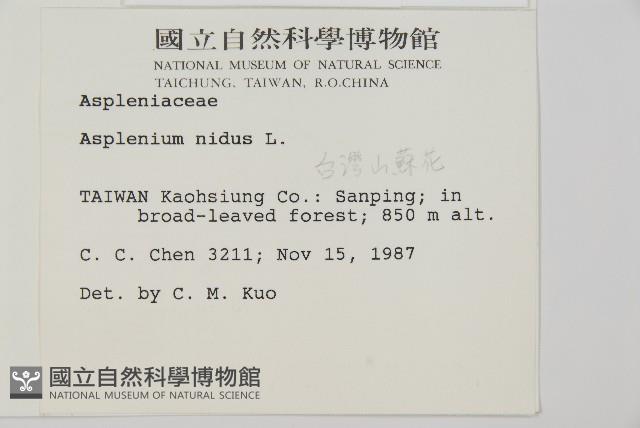 國立自然科學博物館
NATIONAL MUSEUM OF NATURAL SCIENCE
TAICHUNG, TAIWAN, R.O.CHINA
Aspleniaceae
Asplenium nidus L.
台灣山蘇花
TAIWAN Kaohsiung Co.: Sanping; in
broad-leaved forest; 850 m alt.
C. C. Chen 3211; Nov 15, 1987
Det. by C. M. Kuo
國立自然科學博物館
NATIONAL MUSEUM OF NATURAL SCIENCE